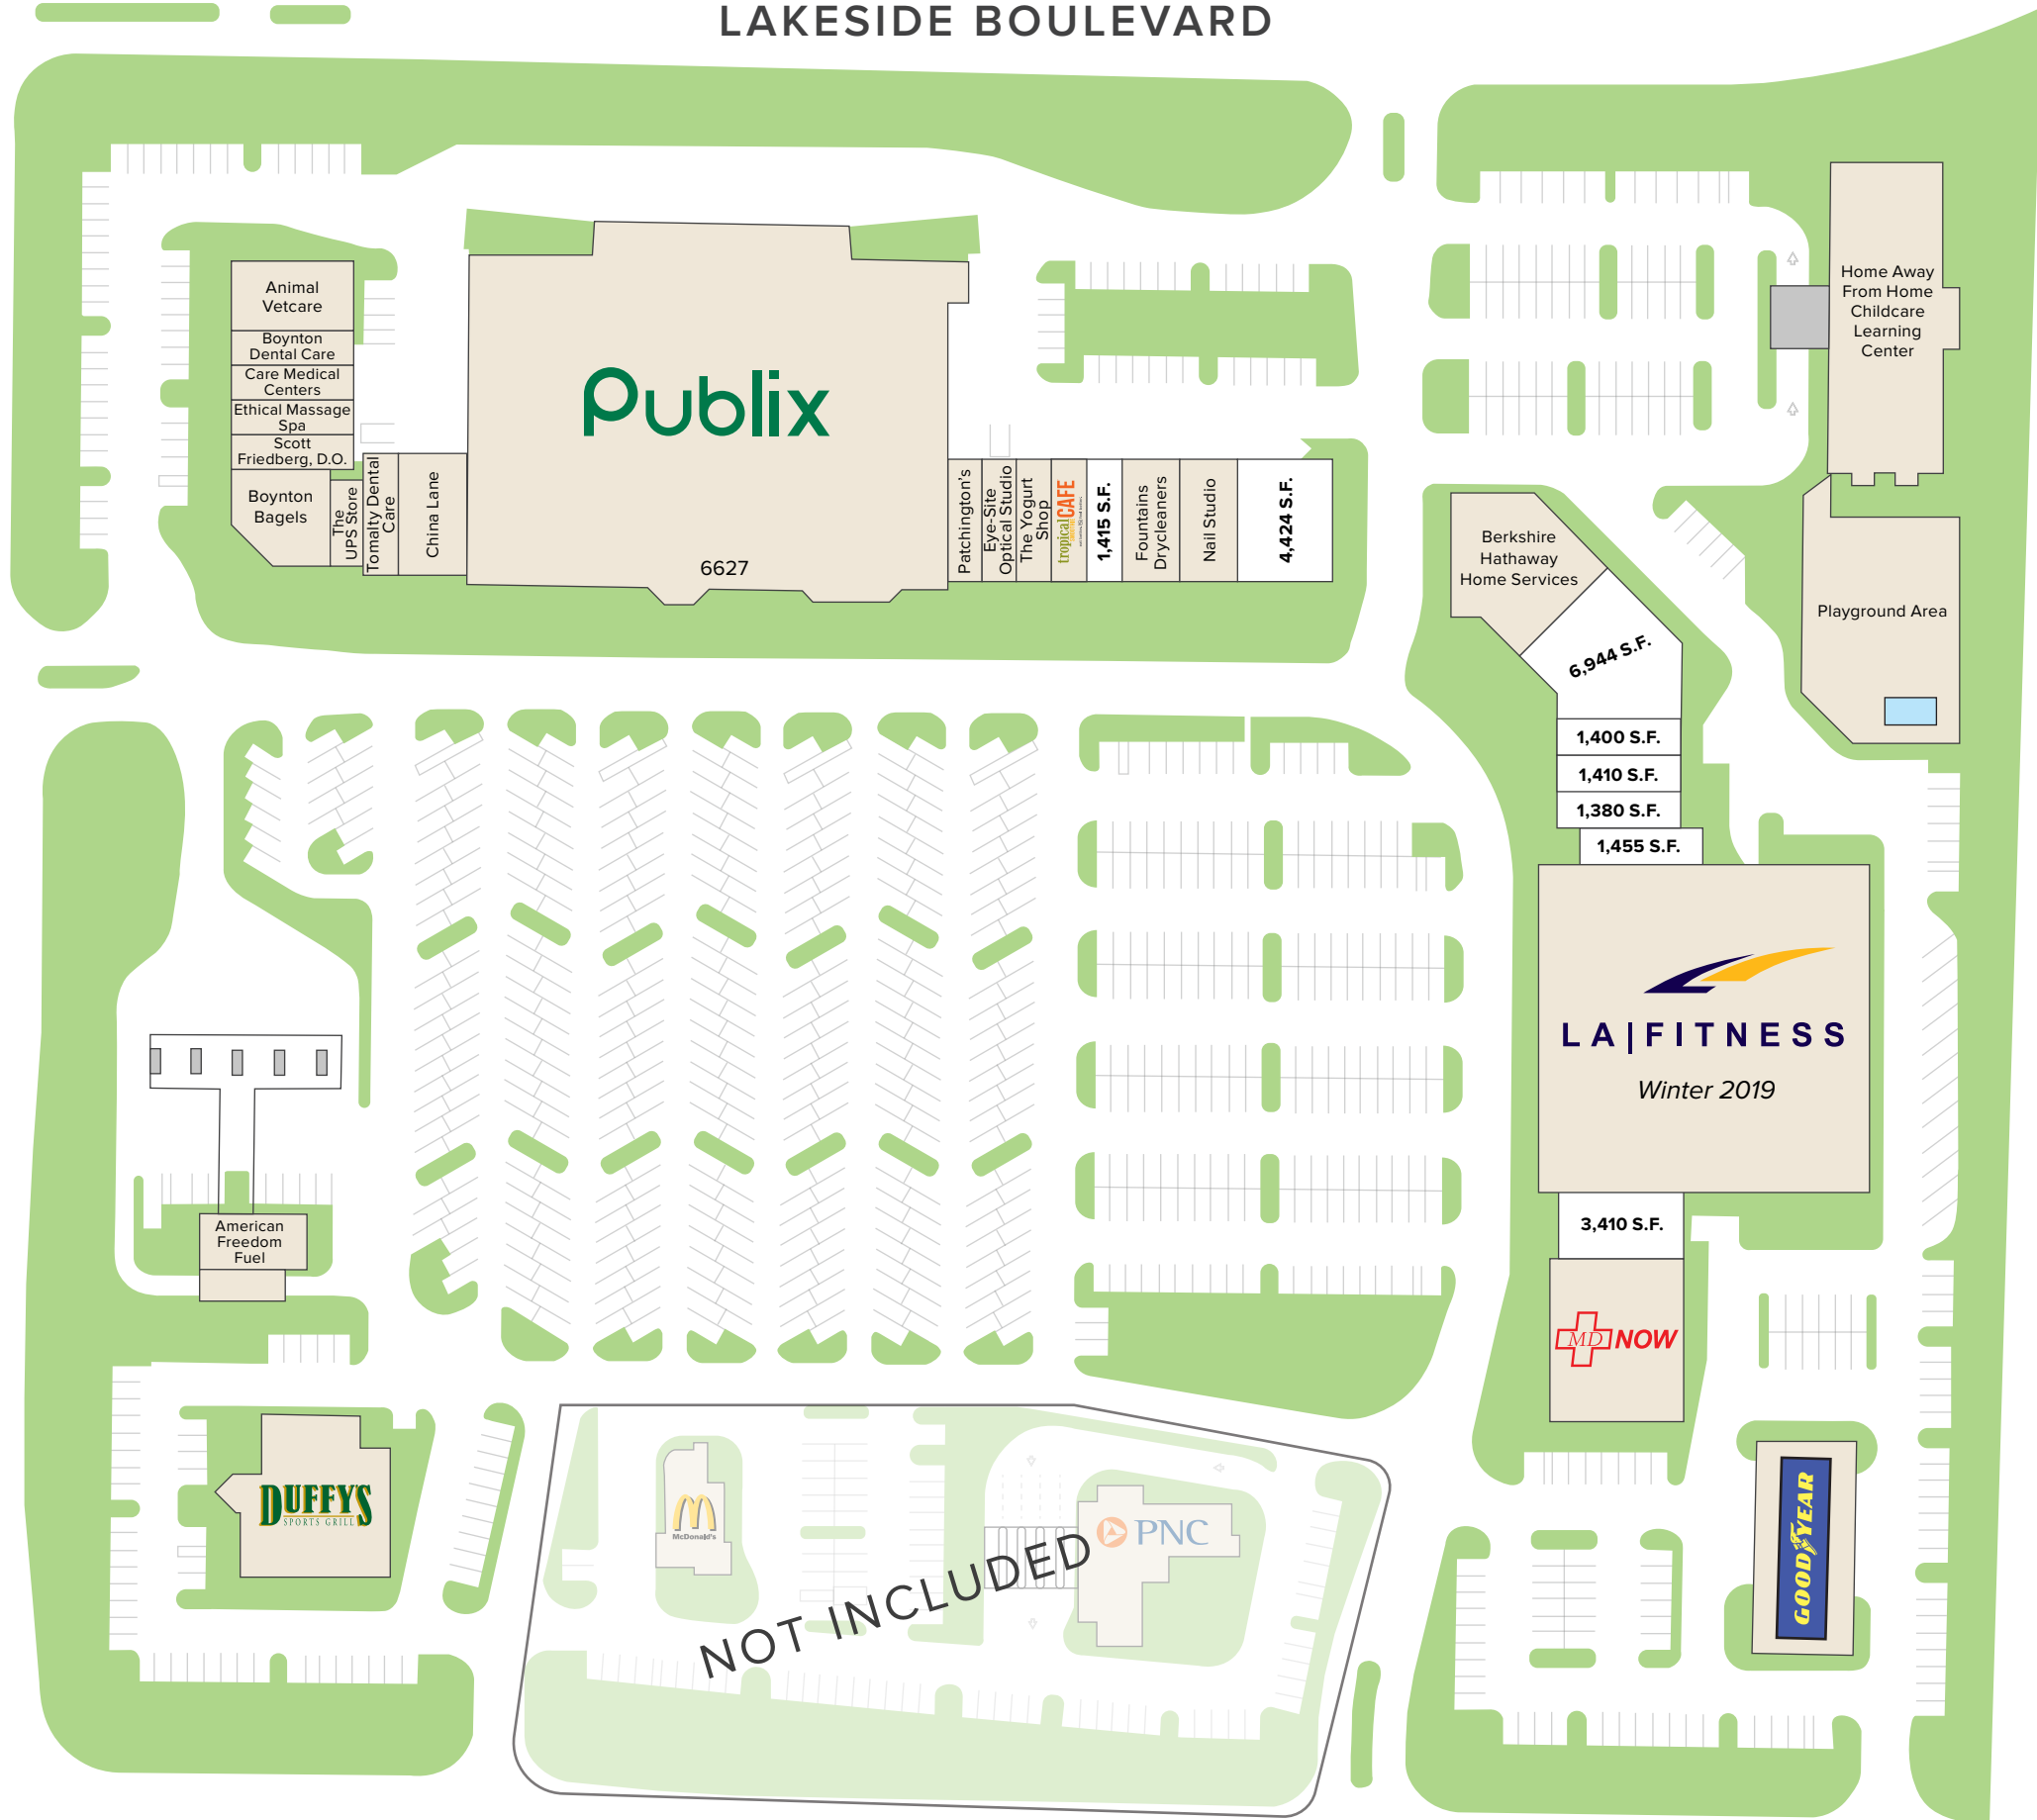 LAKESIDE BOULEVARD
Animal
Vetcare
Boynton
Dental Care
Care Medical
Centers
Ethical Massage
Spa
Scott
Friedberg, D.O.
Boynton
Bagels
The
UPS Store
Tomalty Dental
Care
China Lane
Publix
6627
Patchington's
Eye-Site
Optical Studio
The Yogurt
Shop
tropical CAFE
1,415 S.F.
Fountains
Drycleaners
Nail Studio
4,424 S.F.
Home Away
From Home
Childcare
Learning
Center
Playground Area
Berkshire
Hathaway
Home Services
6,944 S.F.
1,400 S.F.
1,410 S.F.
1,380 S.F.
1,455 S.F.
LA|FITNESS
Winter 2019
3,410 S.F.
MD NOW
GOODYEAR
American
Freedom
Fuel
DUFFY'S
SPORTS GRILL
McDonald's
PNC
NOT INCLUDED